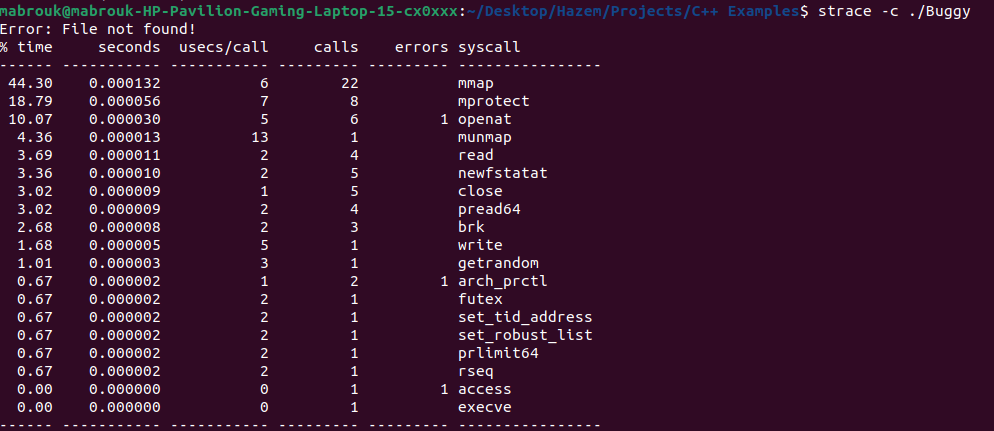 mabrouk@mabrouk-HP-Pavilion-Gaming-Laptop-15-cx0xxx:~/Desktop/Hazem/Projects/C++ Examples$ strace -c ./Buggy
Error: File not found!
% time     seconds  usecs/call     calls    errors syscall
------ ----------- ----------- --------- --------- ----------------
 44.30    0.000132           6        22           mmap
 18.79    0.000056           7         8           mprotect
 10.07    0.000030           5         6         1 openat
  4.36    0.000013          13         1           munmap
  3.69    0.000011           2         4           read
  3.36    0.000010           2         5           newfstatat
  3.02    0.000009           1         5           close
  3.02    0.000009           2         4           pread64
  2.68    0.000008           2         3           brk
  1.68    0.000005           5         1           write
  1.01    0.000003           3         1           getrandom
  0.67    0.000002           1         2         1 arch_prctl
  0.67    0.000002           2         1           futex
  0.67    0.000002           2         1           set_tid_address
  0.67    0.000002           2         1           set_robust_list
  0.67    0.000002           2         1           prlimit64
  0.67    0.000002           2         1           rseq
  0.00    0.000000           0         1         1 access
  0.00    0.000000           0         1           execve
------ ----------- ----------- --------- --------- ----------------